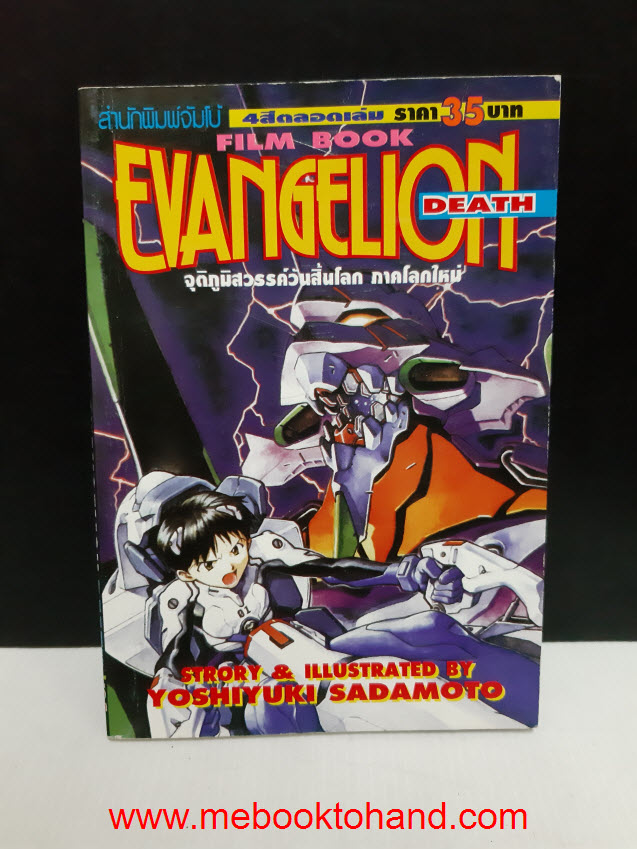 สำนักพิมพ์จัมโบ้ 4สีตลอดเล่ม ราคา 35 บาท
FILM BOOK
EVANGELION
DEATH
จุติภูมิสวรรค์วันสิ้นโลก ภาคโลกใหม่
STRORY & ILLUSTRATED BY
YOSHIYUKI SADAMOTO
www.mebooktohand.com